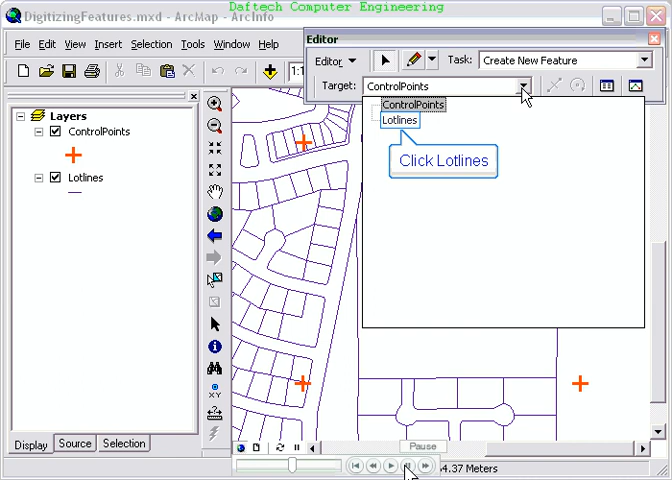 Daftech Computer Engineering
DigitizingFeatures.mxd - ArcMap - ArcInfo
File Edit View Insert Selection Tools Window Help
Editor
Editor Task: Create New Feature
Target: ControlPoints
ControlPoints
Lotlines
Click Lotlines
Layers
ControlPoints
Lotlines
XY
Display Source Selection
Pause
4.37 Meters